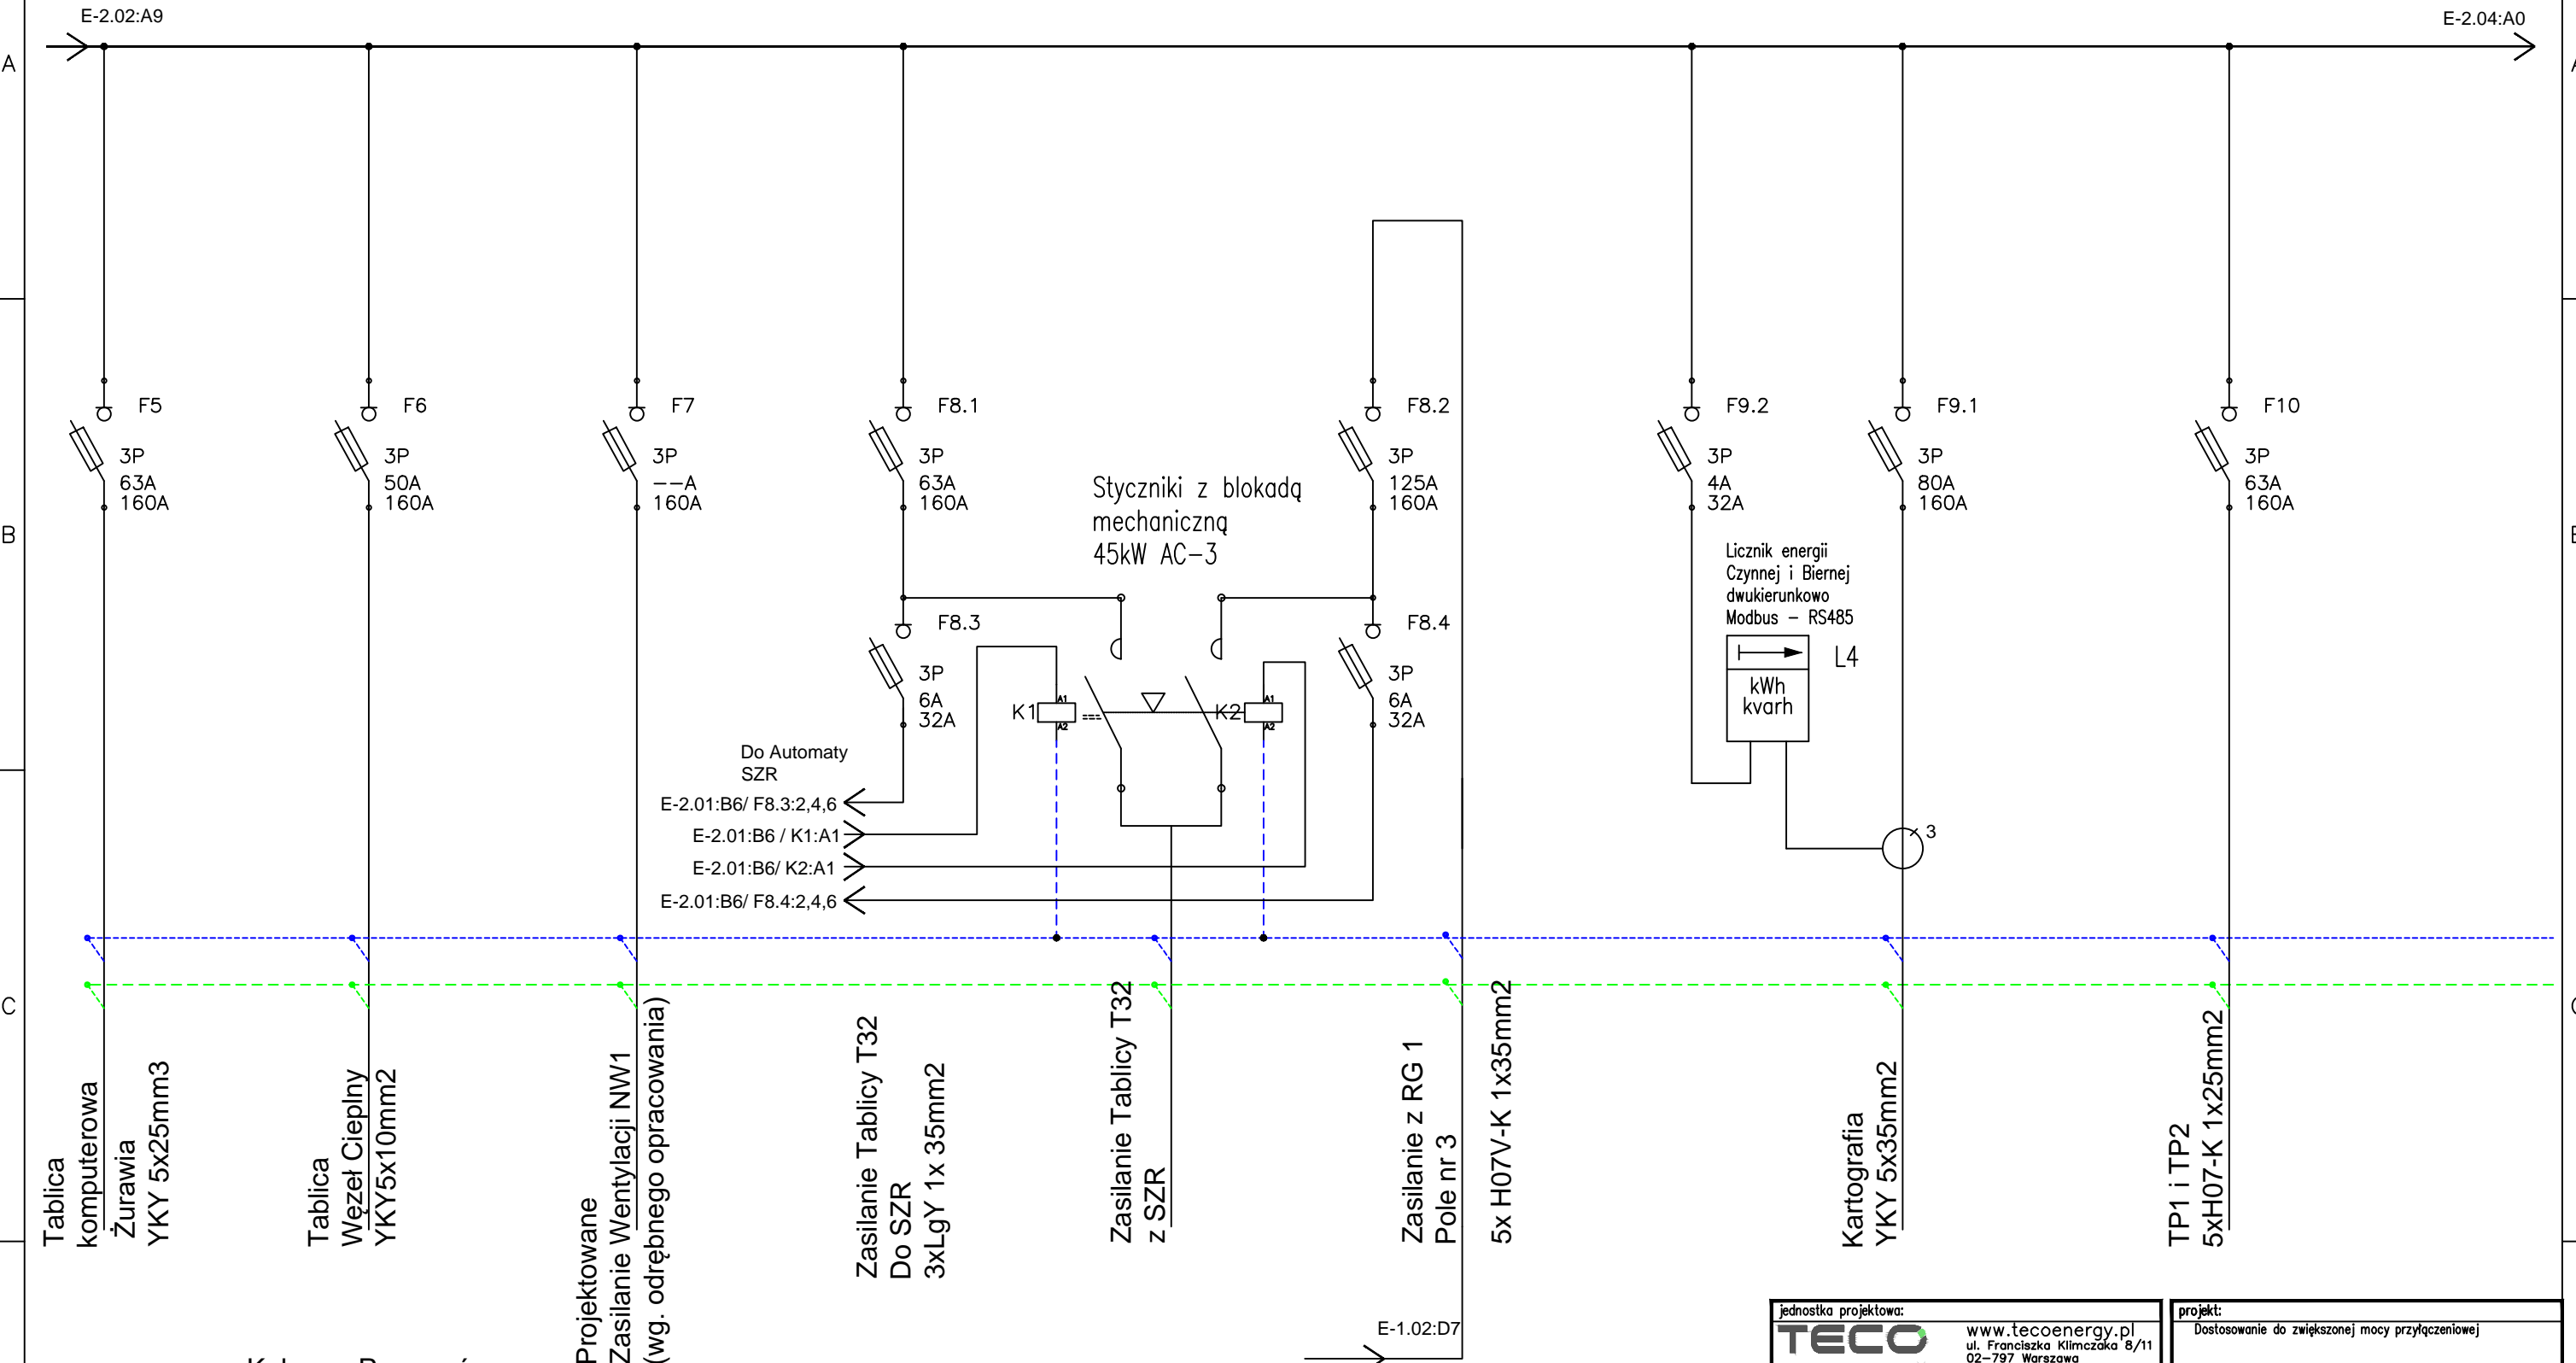 E-2.02:A9
E-2.04:A0
A
B
C
F5
3P
63A
160A
F6
3P
50A
160A
F7
3P
--A
160A
F8.1
3P
63A
160A
Styczniki z blokadą
mechaniczną
45kW AC-3
F8.2
3P
125A
160A
F9.2
3P
4A
32A
F9.1
3P
80A
160A
F10
3P
63A
160A
Licznik energii
Czynnej i Biernej
dwukierunkowo
Modbus - RS485
L4
kWh
kvarh
3
F8.3
3P
6A
32A
K1
A1
A2
K2
A1
A2
F8.4
3P
6A
32A
Do Automaty
SZR
E-2.01:B6/ F8.3:2,4,6
E-2.01:B6 / K1:A1
E-2.01:B6/ K2:A1
E-2.01:B6/ F8.4:2,4,6
Tablica
komputerowa
Żurawia
YKY 5x25mm3
Tablica
Węzeł Cieplny
YKY5x10mm2
Projektowane
Zasilanie Wentylacji NW1
(wg. odrębnego opracowania)
Zasilanie Tablicy T32
Do SZR
3xLgY 1x 35mm2
Zasilanie Tablicy T32
z SZR
Zasilanie z RG 1
Pole nr 3
5x H07V-K 1x35mm2
Kartografia
YKY 5x35mm2
TP1 i TP2
5xH07-K 1x25mm2
E-1.02:D7
jednostka projektowa:
TECO
www.tecoenergy.pl
ul. Franciszka Klimczaka 8/11
02-797 Warszawa
projekt:
Dostosowanie do zwiększonej mocy przyłączeniowej